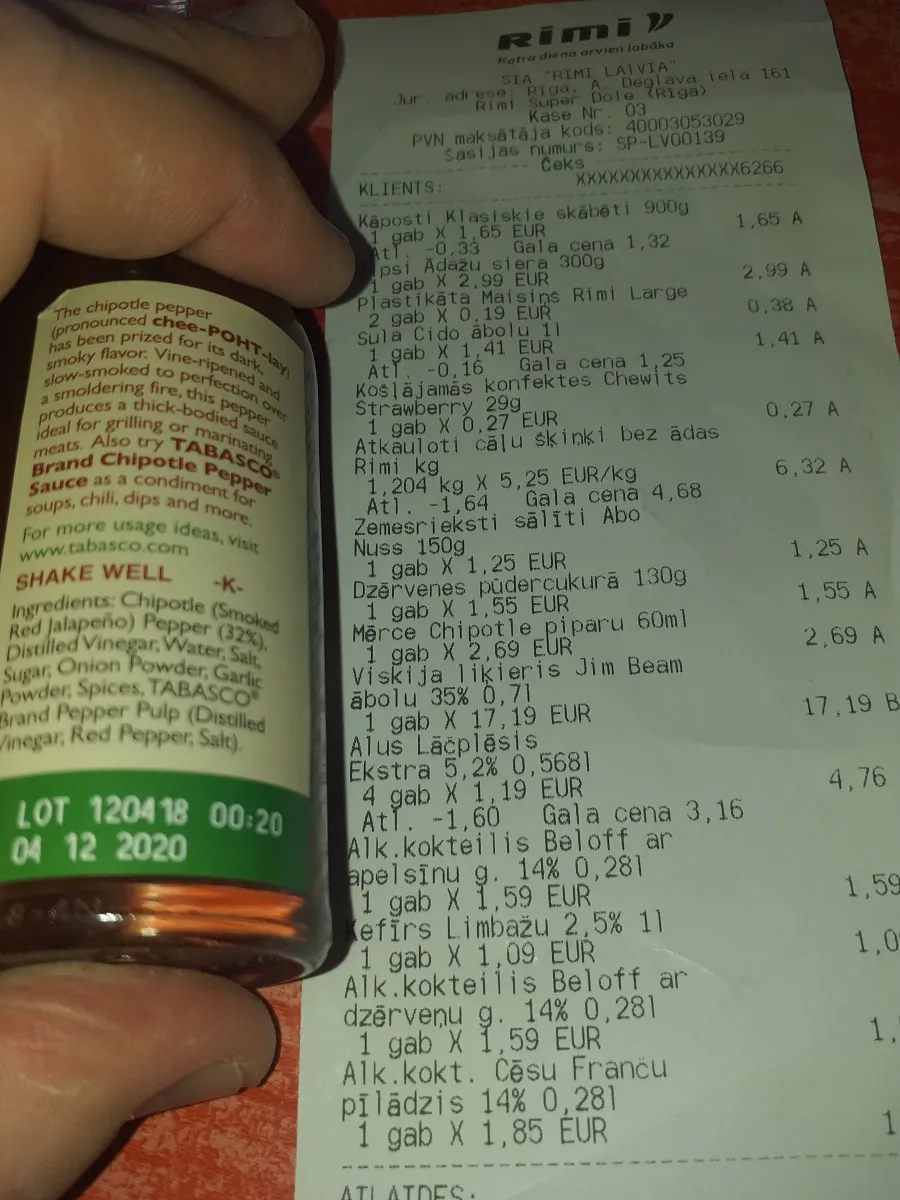 The chipotle pepper
(pronounced chee-POHT-lay)
has been prized for its dark,
smoky flavor. Vine-ripened and
slow-smoked to perfection over
a smoldering fire, this pepper
produces a thick-bodied sauce
ideal for grilling or marinating
meats. Also try TABASCO®
Brand Chipotle Pepper
Sauce as a condiment for
soups, chili, dips and more.
For more usage ideas, visit
www.tabasco.com
SHAKE WELL -K-
Ingredients: Chipotle (Smoked
Red Jalapeño) Pepper (32%),
Distilled Vinegar, Water, Salt,
Sugar, Onion Powder, Garlic
Powder, Spices, TABASCO®
Brand Pepper Pulp (Distilled
Vinegar, Red Pepper, Salt).
LOT 120418 00:20
04 12 2020
Rimi
Katra diena arvien labāka
SIA "RIMI LATVIA"
Jur. adrese: Rīga, A. Deglava iela 161
Rimi Super Dole (Rīga)
Kase Nr. 03
PVN maksātāja kods: 40003053029
Šasijas numurs: SP-LV00139
Čeks
KLIENTS: XXXXXXXXXXXXXXX6266
Kāposti Klasiskie skābēti 900g
1 gab X 1,65 EUR 1,65 A
Atl. -0,33 Gala cena 1,32
ipsi Ādažu siera 300g
1 gab X 2,99 EUR 2,99 A
Plastikāta Maisiņš Rimi Large
2 gab X 0,19 EUR 0,38 A
Sula Cido ābolu 1l
1 gab X 1,41 EUR 1,41 A
Atl. -0,16 Gala cena 1,25
Košļājamās konfektes Chewits
Strawberry 29g
1 gab X 0,27 EUR 0,27 A
Atkauloti cāļu šķiņķi bez ādas
Rimi kg
1,204 kg X 5,25 EUR/kg 6,32 A
Atl. -1,64 Gala cena 4,68
Zemesrieksti sālīti Abo
Nuss 150g
1 gab X 1,25 EUR 1,25 A
Dzērvenes pūdercukurā 130g
1 gab X 1,55 EUR 1,55 A
Mērce Chipotle piparu 60ml
1 gab X 2,69 EUR 2,69 A
Viskija liķieris Jim Beam
ābolu 35% 0,7l
1 gab X 17,19 EUR 17,19 B
Alus Lāčplēsis
Ekstra 5,2% 0,568l
4 gab X 1,19 EUR 4,76
Atl. -1,60 Gala cena 3,16
Alk.kokteilis Beloff ar
apelsīnu g. 14% 0,28l
1 gab X 1,59 EUR 1,59
Kefīrs Limbažu 2,5% 1l
1 gab X 1,09 EUR 1,0
Alk.kokteilis Beloff ar
dzērveņu g. 14% 0,28l
1 gab X 1,59 EUR 1,
Alk.kokt. Cēsu Franču
pīlādzis 14% 0,28l
1 gab X 1,85 EUR 1
ATLAIDES: